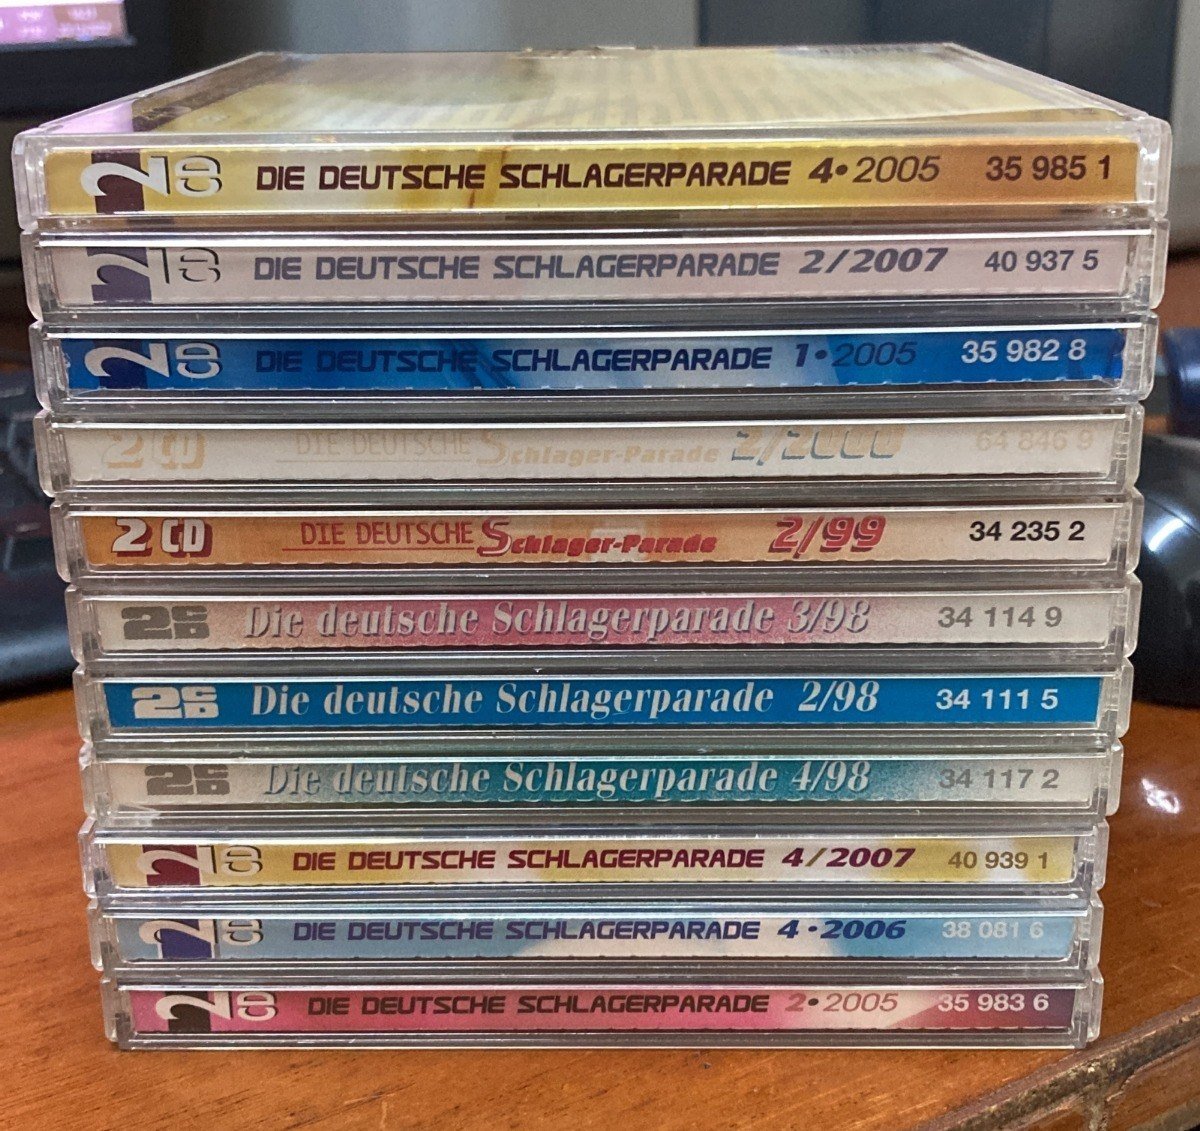 2 CD DIE DEUTSCHE SCHLAGERPARADE 4•2005 35 985 1
2 CD DIE DEUTSCHE SCHLAGERPARADE 2/2007 40 937 5
2 CD DIE DEUTSCHE SCHLAGERPARADE 1•2005 35 982 8
2 CD DIE DEUTSCHE Schlager-Parade 2/2000 64 846 9
2 CD DIE DEUTSCHE Schlager-Parade 2/99 34 235 2
2 CD Die deutsche Schlagerparade 3/98 34 114 9
2 CD Die deutsche Schlagerparade 2/98 34 111 5
2 CD Die deutsche Schlagerparade 4/98 34 117 2
2 CD DIE DEUTSCHE SCHLAGERPARADE 4/2007 40 939 1
2 CD DIE DEUTSCHE SCHLAGERPARADE 4•2006 38 081 6
2 CD DIE DEUTSCHE SCHLAGERPARADE 2•2005 35 983 6